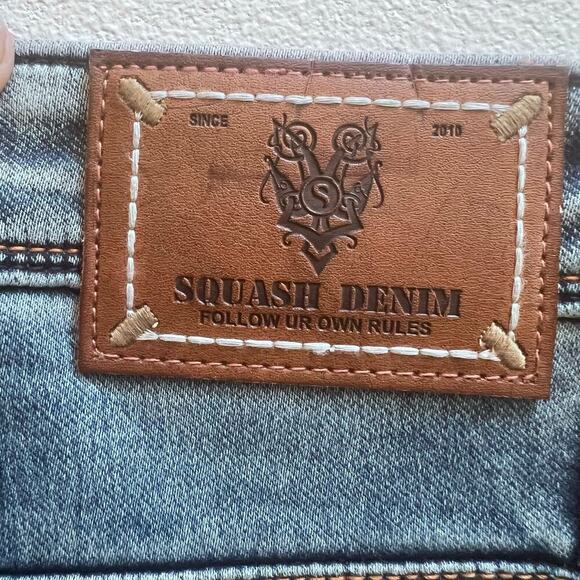 SINCE 2010
S
SQUASH DENIM
FOLLOW UR OWN RULES